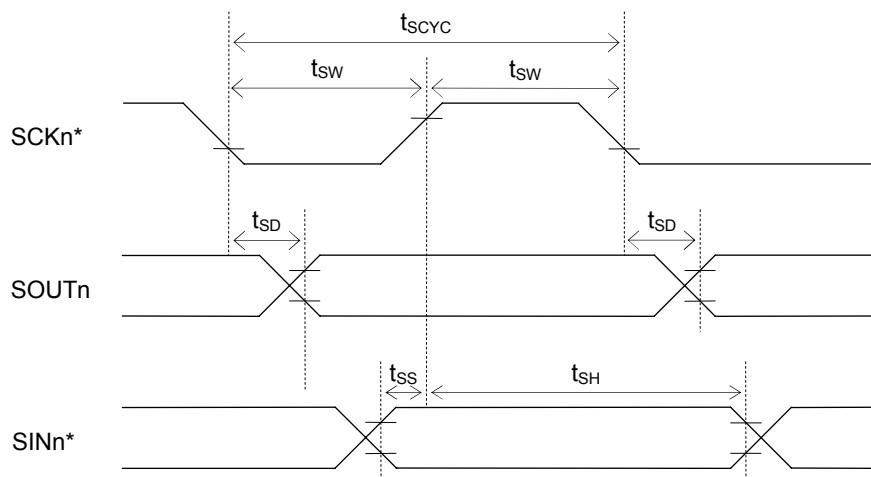 tSCYC
tSW tSW
SCKn*
tSD tSD
SOUTn
tSS tSH
SINn*